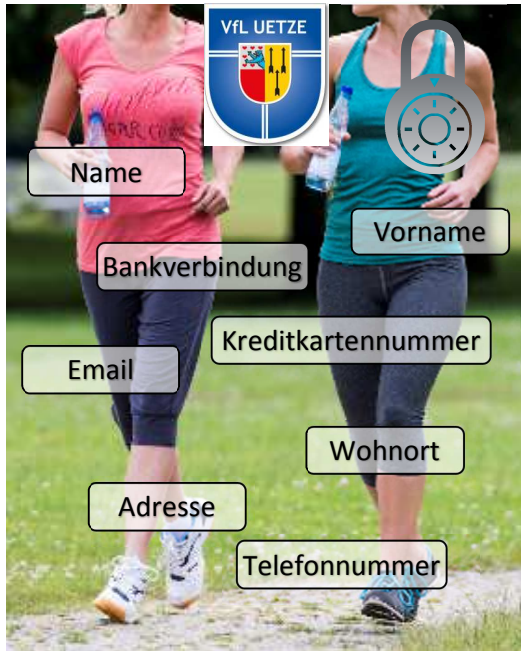 VfL UETZE
Name
Vorname
Bankverbindung
Kreditkartennummer
Email
Wohnort
Adresse
Telefonnummer